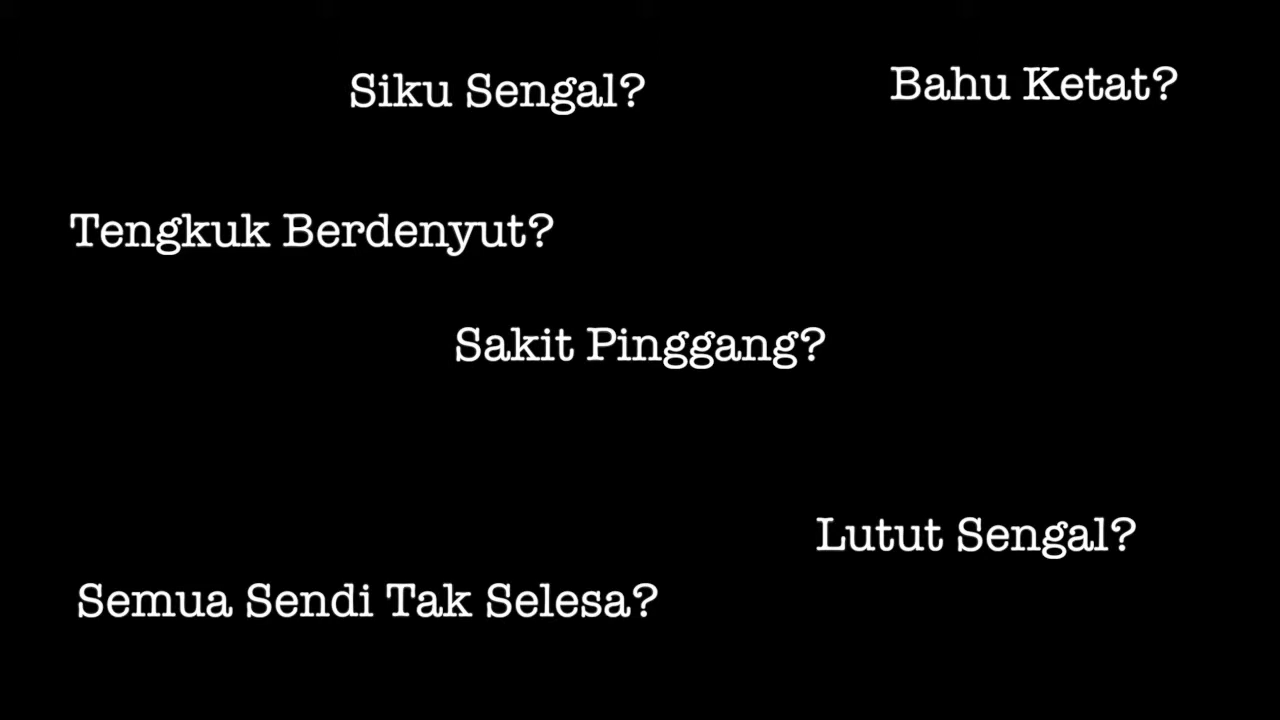 Siku Sengal?
Bahu Ketat?
Tengkuk Berdenyut?
Sakit Pinggang?
Lutut Sengal?
Semua Sendi Tak Selesa?